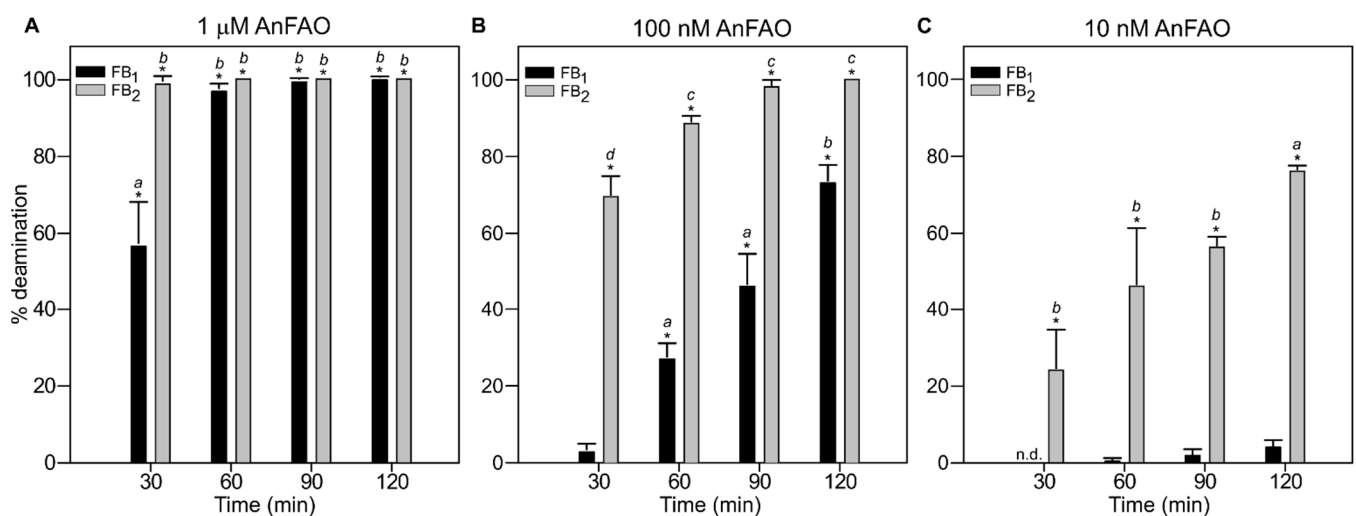 A 1 μM AnFAO
B 100 nM AnFAO
C 10 nM AnFAO
% deamination
100
80
60
40
20
0
FB1
FB2
a
*
b
*
b
*
b
*
b
*
b
*
b
*
b
*
30 60 90 120
Time (min)
100
80
60
40
20
0
FB1
FB2
d
*
a
*
c
*
a
*
c
*
b
*
c
*
30 60 90 120
Time (min)
100
80
60
40
20
0
FB1
FB2
n.d.
b
*
b
*
b
*
a
*
30 60 90 120
Time (min)